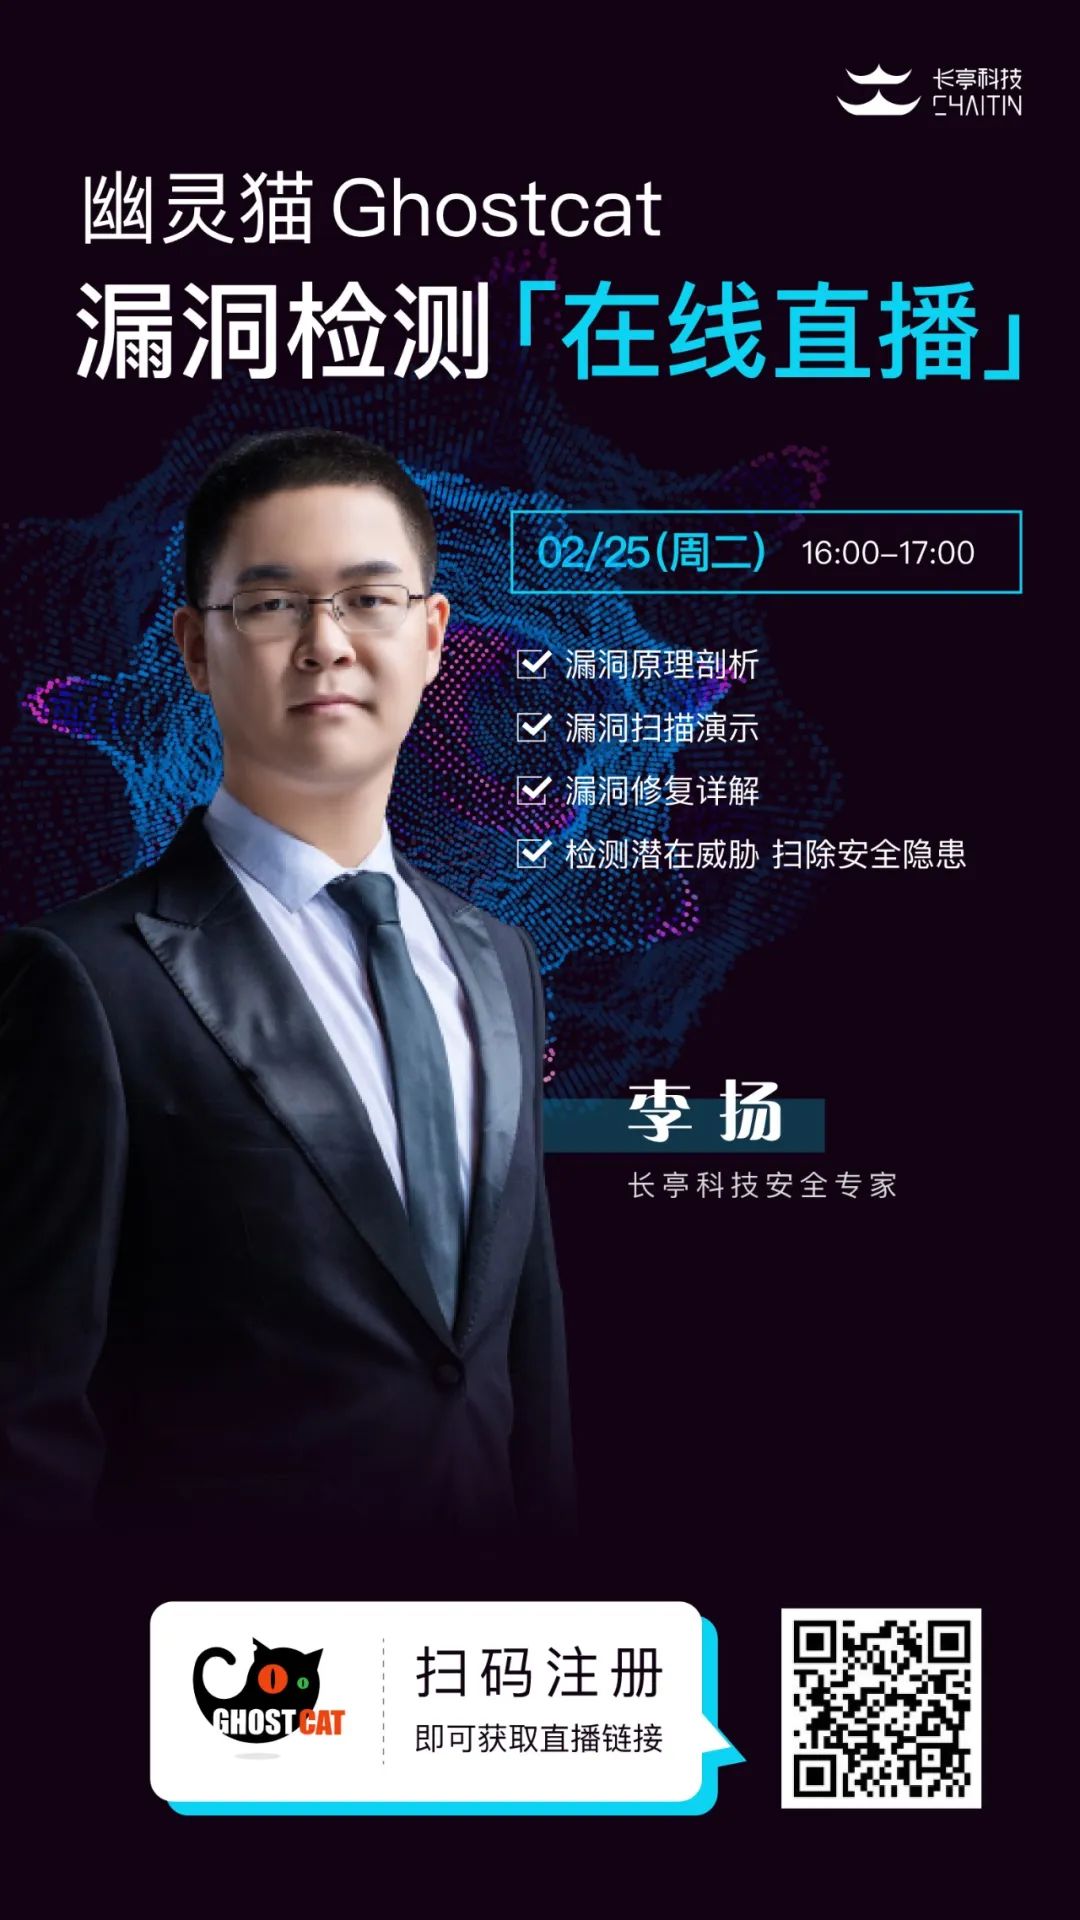 长亭科技
CHAITIN
幽灵猫 Ghostcat
漏洞检测「在线直播」
02/25(周二) 16:00–17:00
漏洞原理剖析
漏洞扫描演示
漏洞修复详解
检测潜在威胁 扫除安全隐患
李扬
长亭科技安全专家
GHOSTCAT
扫码注册
即可获取直播链接